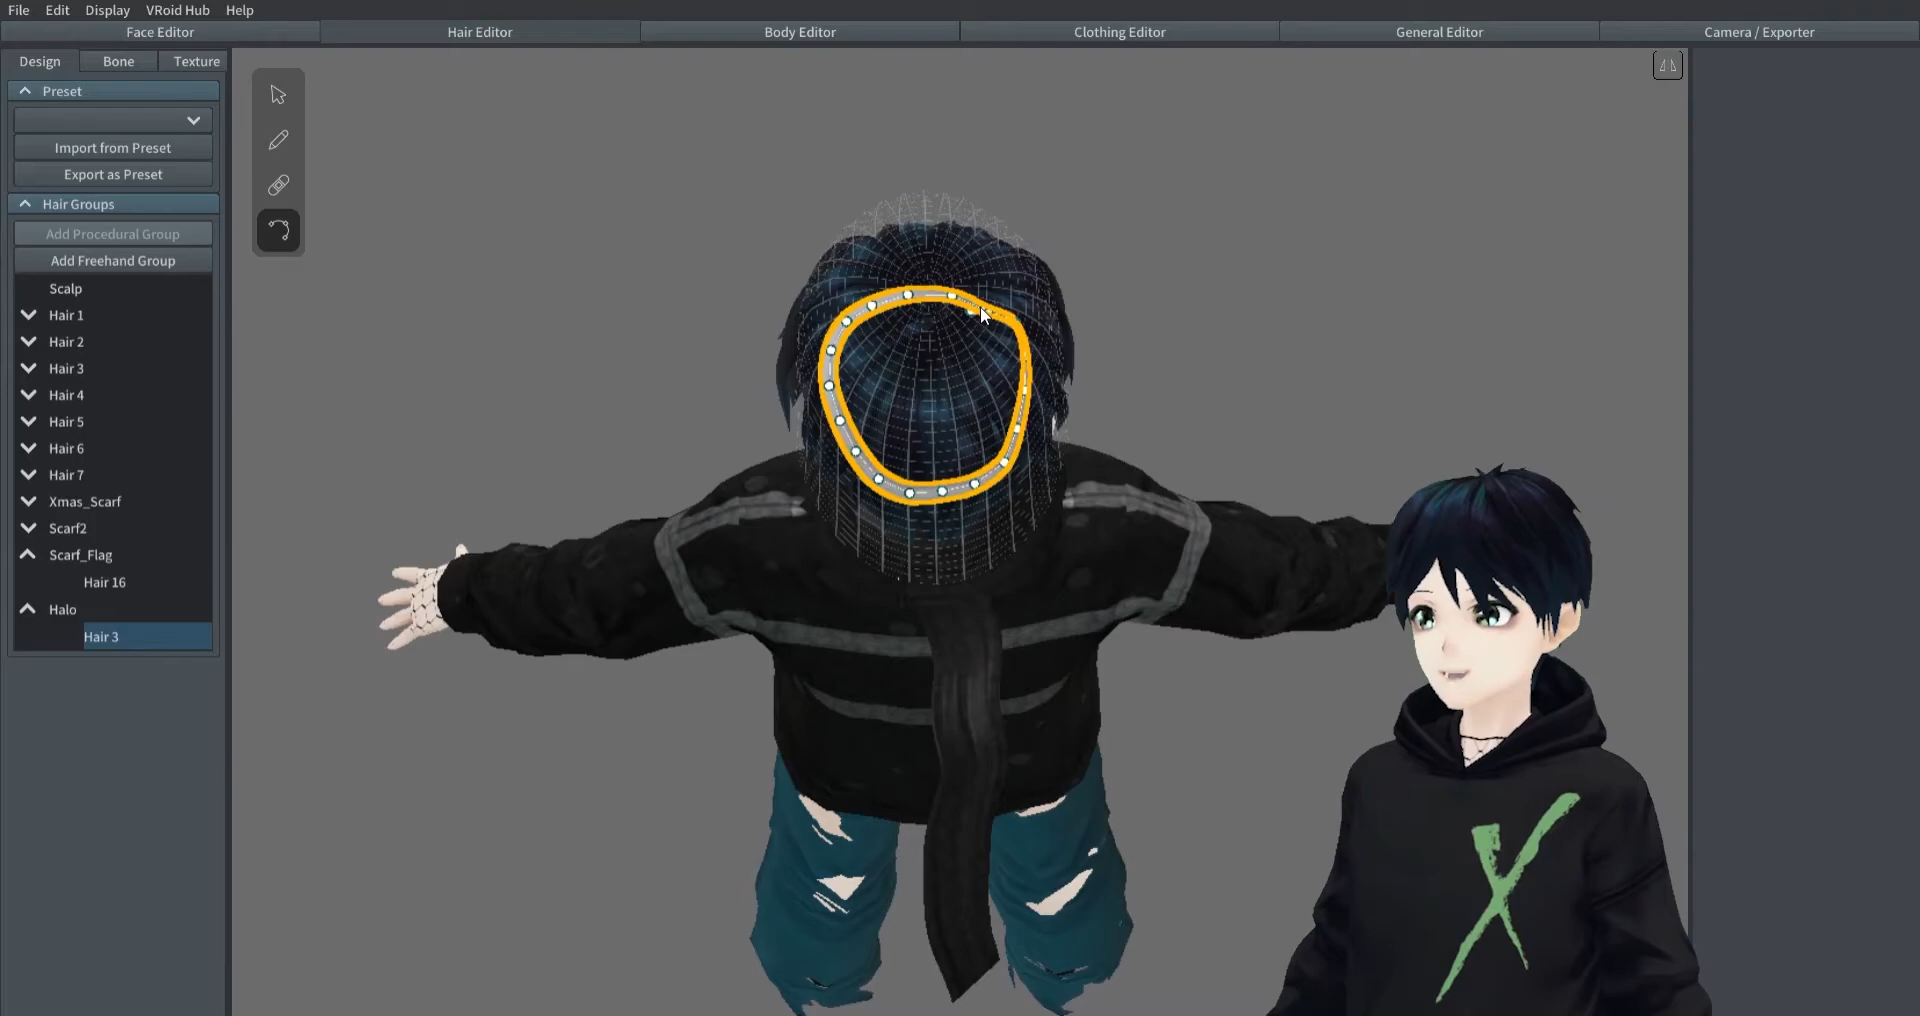 File Edit Display VRoid Hub Help
Face Editor Hair Editor Body Editor Clothing Editor General Editor Camera / Exporter
Design Bone Texture
Preset
Import from Preset
Export as Preset
Hair Groups
Add Procedural Group
Add Freehand Group
Scalp
Hair 1
Hair 2
Hair 3
Hair 4
Hair 5
Hair 6
Hair 7
Xmas_Scarf
Scarf2
Scarf_Flag
Hair 16
Halo
Hair 3
X